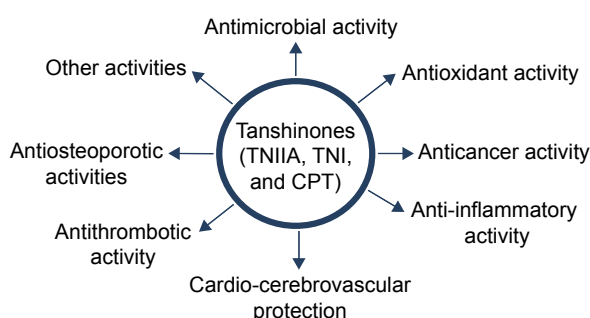 Antimicrobial activity
Other activities
Antioxidant activity
Tanshinones
(TNIIA, TNI,
and CPT)
Antiosteoporotic
activities
Anticancer activity
Anti-inflammatory
activity
Antithrombotic
activity
Cardio-cerebrovascular
protection